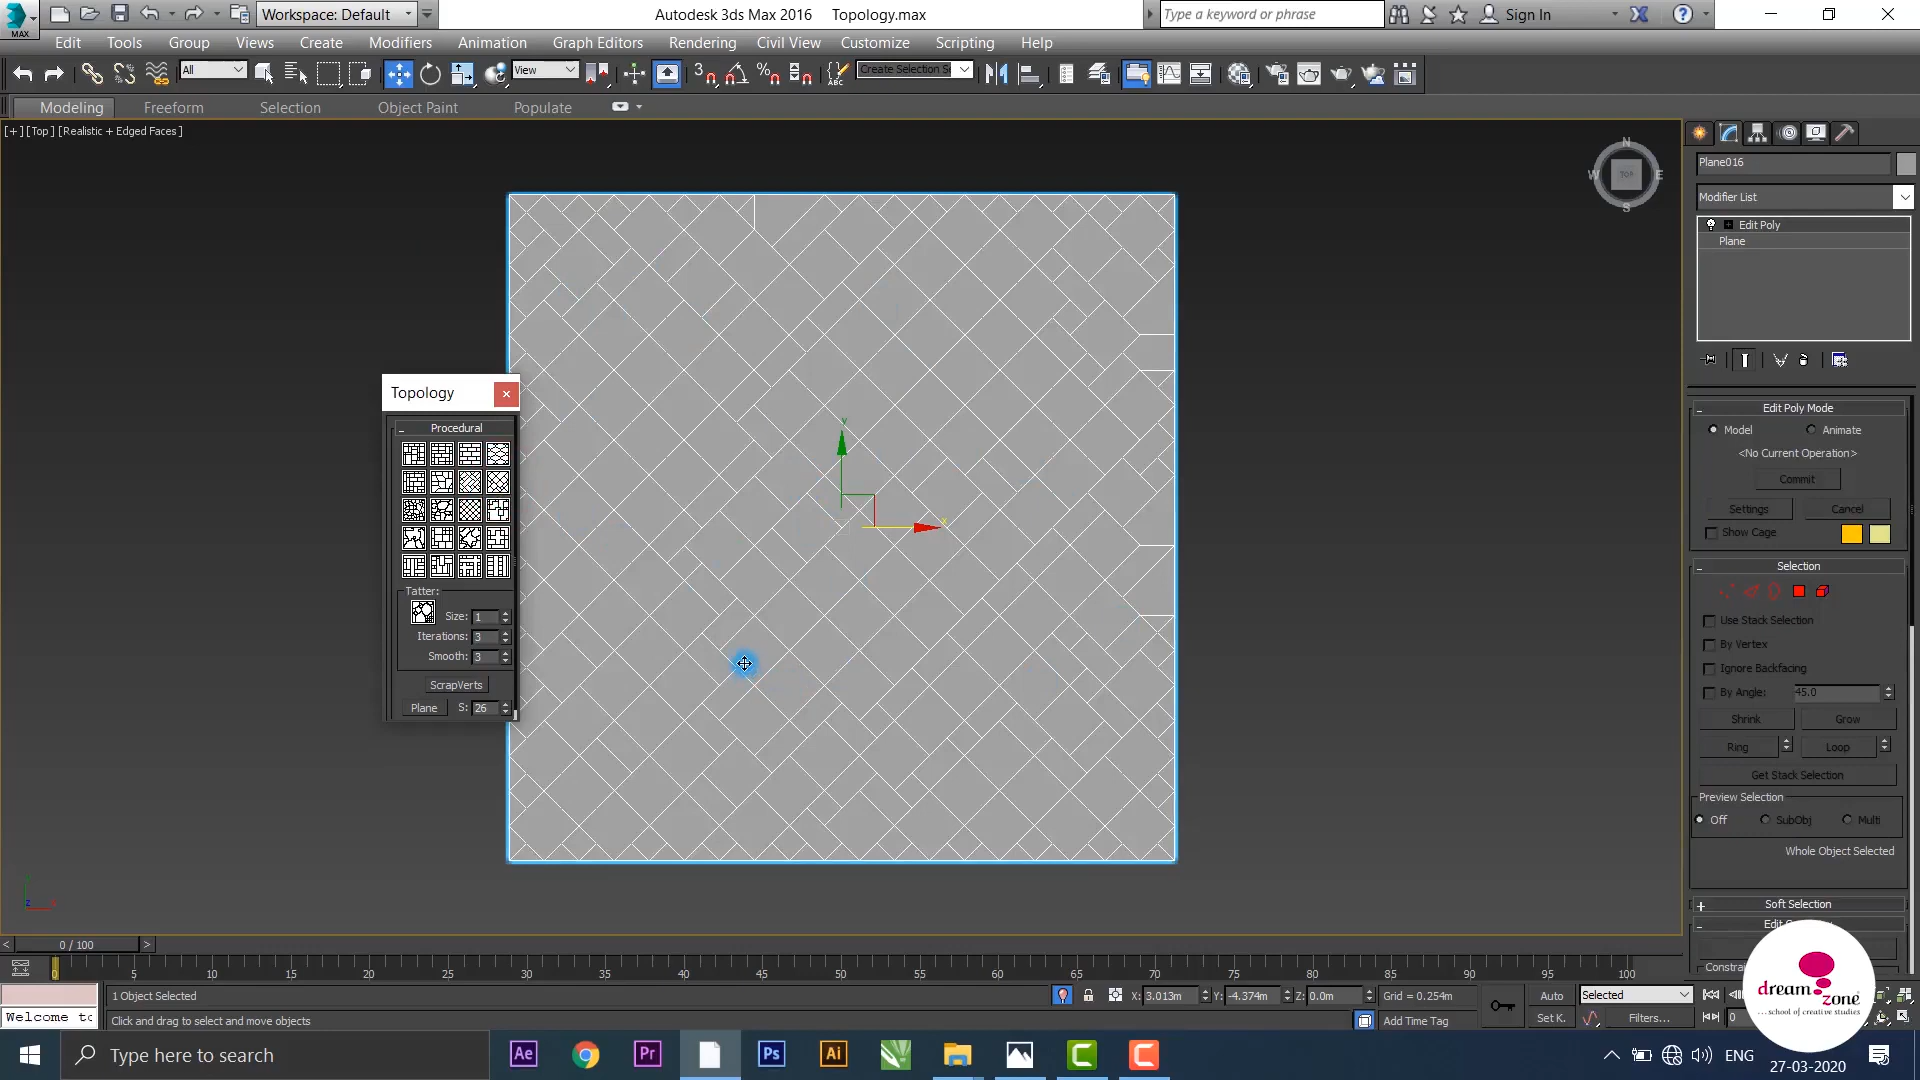 MAX
Workspace: Default
Autodesk 3ds Max 2016 Topology.max
Type a keyword or phrase
Sign In
Edit Tools Group Views Create Modifiers Animation Graph Editors Rendering Civil View Customize Scripting Help
All
View
3
ABC
Create Selection Se
Modeling Freeform Selection Object Paint Populate
[+] [Top] [Realistic + Edged Faces]
N
W TOP E
S
Plane016
Modifier List
Edit Poly
Plane
Topology
Procedural
Tatter:
Size: 1
Iterations: 3
Smooth: 3
ScrapVerts
Plane S: 26
y
x
Edit Poly Mode
Model Animate
<No Current Operation>
Commit
Settings Cancel
Show Cage
Selection
Use Stack Selection
By Vertex
Ignore Backfacing
By Angle: 45.0
Shrink Grow
Ring Loop
Get Stack Selection
Preview Selection
Off SubObj Multi
Whole Object Selected
Soft Selection
Constrai
dream zone
...school of creative studies
< 0 / 100 >
0 5 10 15 20 25 30 35 40 45 50 55 60 65 70 75 80 85 90 95 100
1 Object Selected
X: 3.013m Y: -4.374m Z: 0.0m Grid = 0.254m
Auto Selected
Welcome to
Click and drag to select and move objects
Add Time Tag
Set K. Filters...
Type here to search
Ae Pr Ps Ai
ENG
27-03-2020